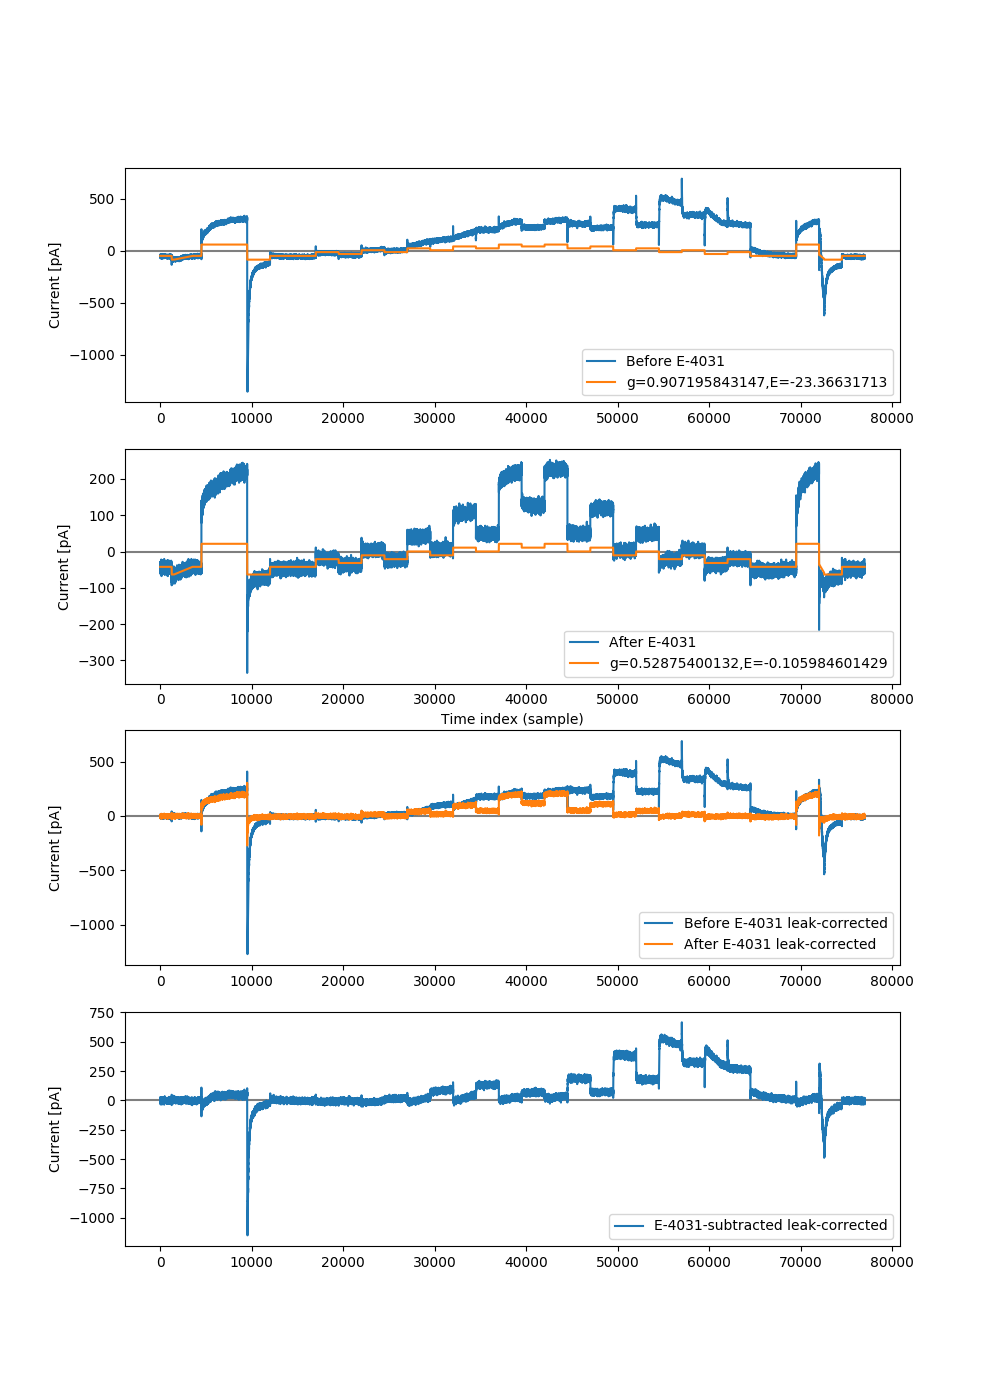 500
0
−500
−1000
Current [pA]
Before E-4031
g=0.907195843147,E=-23.36631713
0 10000 20000 30000 40000 50000 60000 70000 80000
200
100
0
−100
−200
−300
Current [pA]
After E-4031
g=0.52875400132,E=-0.105984601429
0 10000 20000 30000 40000 50000 60000 70000 80000
Time index (sample)
500
0
−500
−1000
Current [pA]
Before E-4031 leak-corrected
After E-4031 leak-corrected
0 10000 20000 30000 40000 50000 60000 70000 80000
750
500
250
0
−250
−500
−750
−1000
Current [pA]
E-4031-subtracted leak-corrected
0 10000 20000 30000 40000 50000 60000 70000 80000